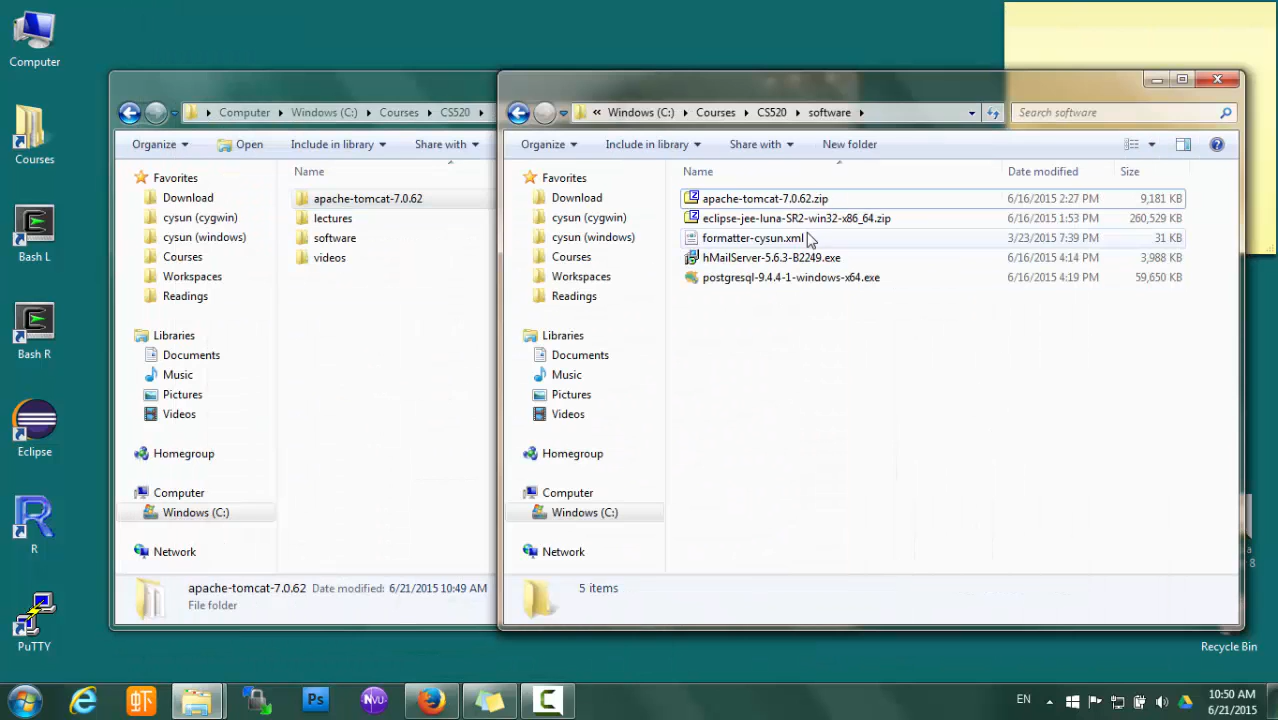 Computer
Courses
Bash L
Bash R
Eclipse
R
PuTTY
Computer Windows (C:) Courses CS520
Organize Open Include in library Share with
Name
Favorites
Download
cysun (cygwin)
cysun (windows)
Courses
Workspaces
Readings
Libraries
Documents
Music
Pictures
Videos
Homegroup
Computer
Windows (C:)
Network
apache-tomcat-7.0.62
lectures
software
videos
apache-tomcat-7.0.62 Date modified: 6/21/2015 10:49 AM
File folder
« Windows (C:) Courses CS520 software
Search software
Organize Include in library Share with New folder
Name Date modified Size
Favorites
Download
cysun (cygwin)
cysun (windows)
Courses
Workspaces
Readings
Libraries
Documents
Music
Pictures
Videos
Homegroup
Computer
Windows (C:)
Network
apache-tomcat-7.0.62.zip 6/16/2015 2:27 PM 9,181 KB
eclipse-jee-luna-SR2-win32-x86_64.zip 6/16/2015 1:53 PM 260,529 KB
formatter-cysun.xml 3/23/2015 7:39 PM 31 KB
hMailServer-5.6.3-B2249.exe 6/16/2015 4:14 PM 3,988 KB
postgresql-9.4.4-1-windows-x64.exe 6/16/2015 4:19 PM 59,650 KB
5 items
a
8
Recycle Bin
虾
Ps
NVU
C
EN
10:50 AM
6/21/2015